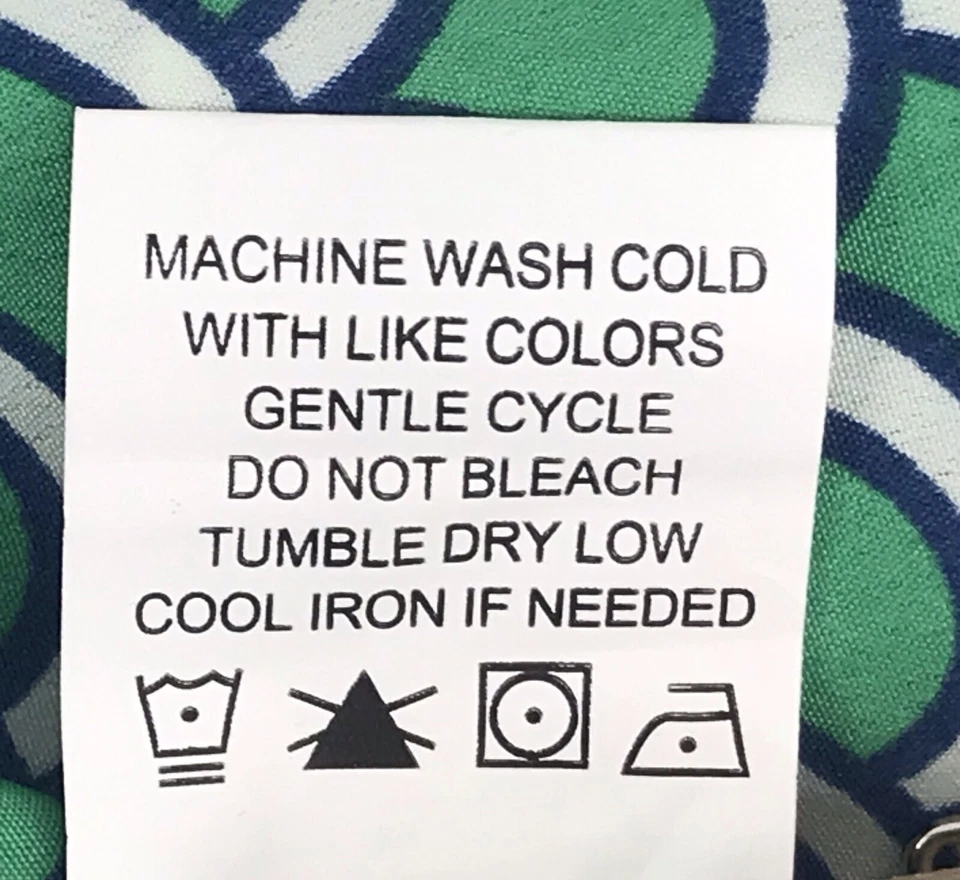 MACHINE WASH COLD
WITH LIKE COLORS
GENTLE CYCLE
DO NOT BLEACH
TUMBLE DRY LOW
COOL IRON IF NEEDED